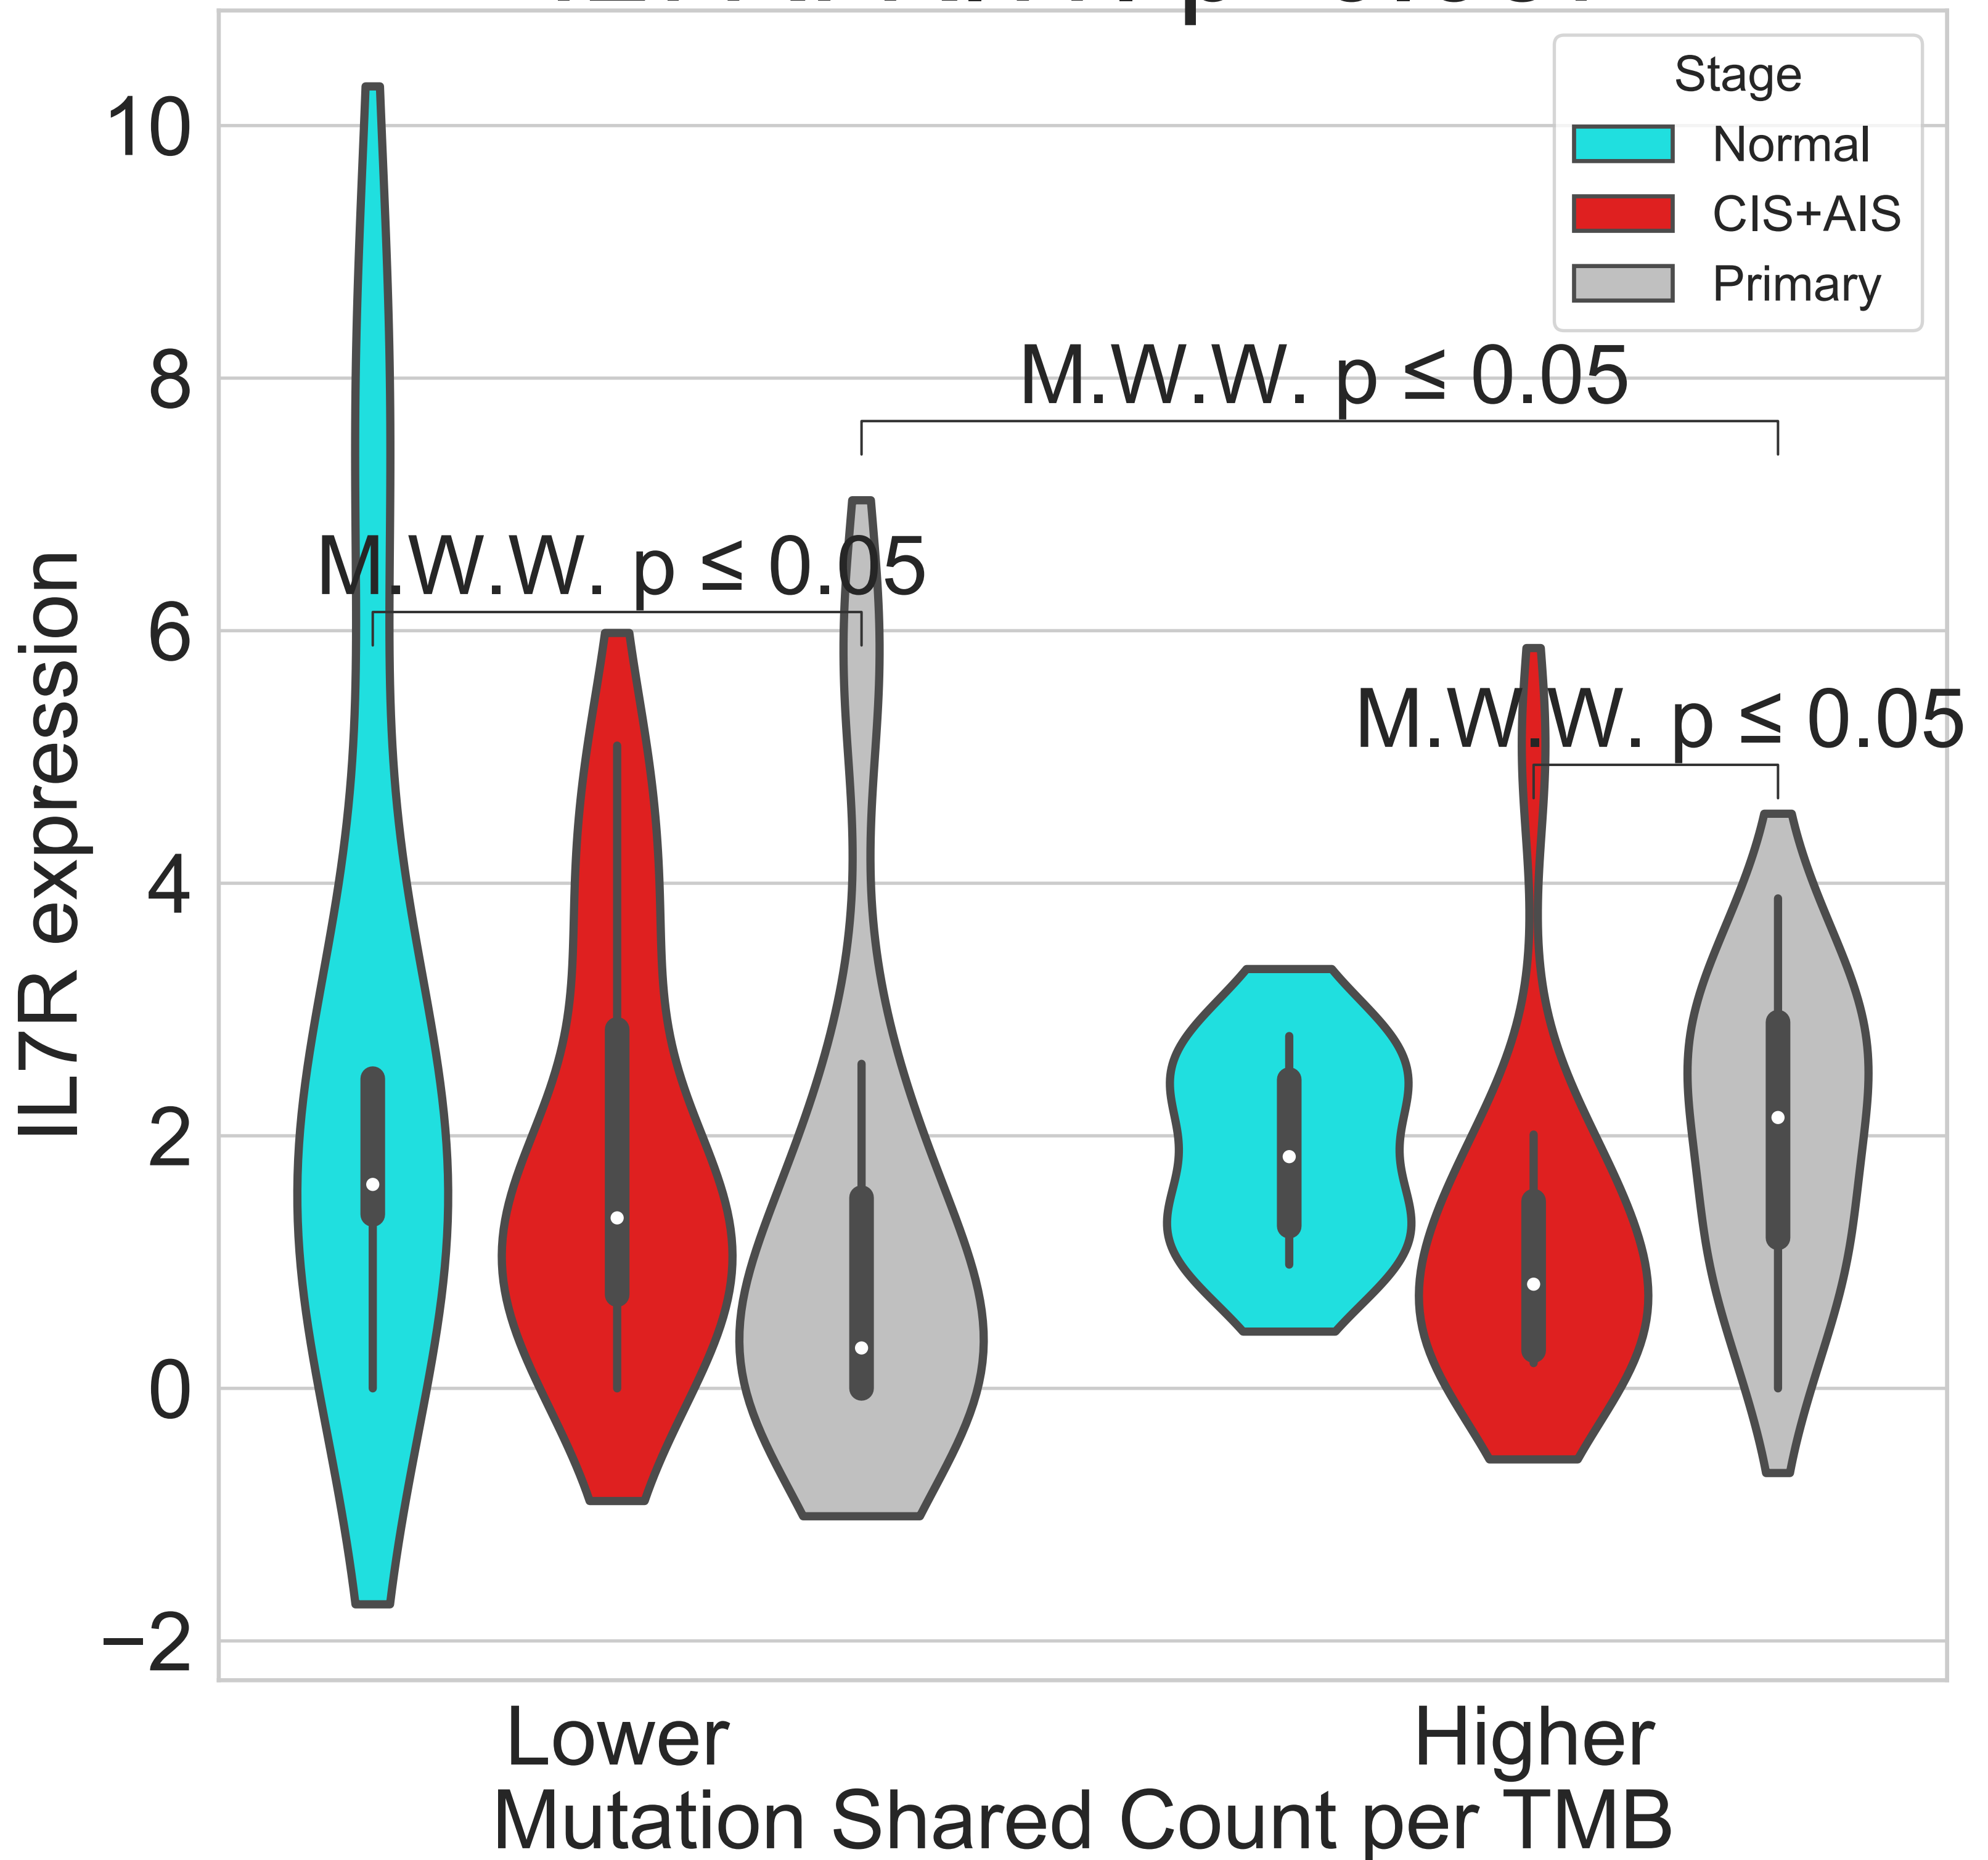 Stage
Normal
CIS+AIS
Primary
10
8
6
4
2
0
−2
IL7R expression
M.W.W. p ≤ 0.05
M.W.W. p ≤ 0.05
M.W.W. p ≤ 0.05
Lower
Higher
Mutation Shared Count per TMB